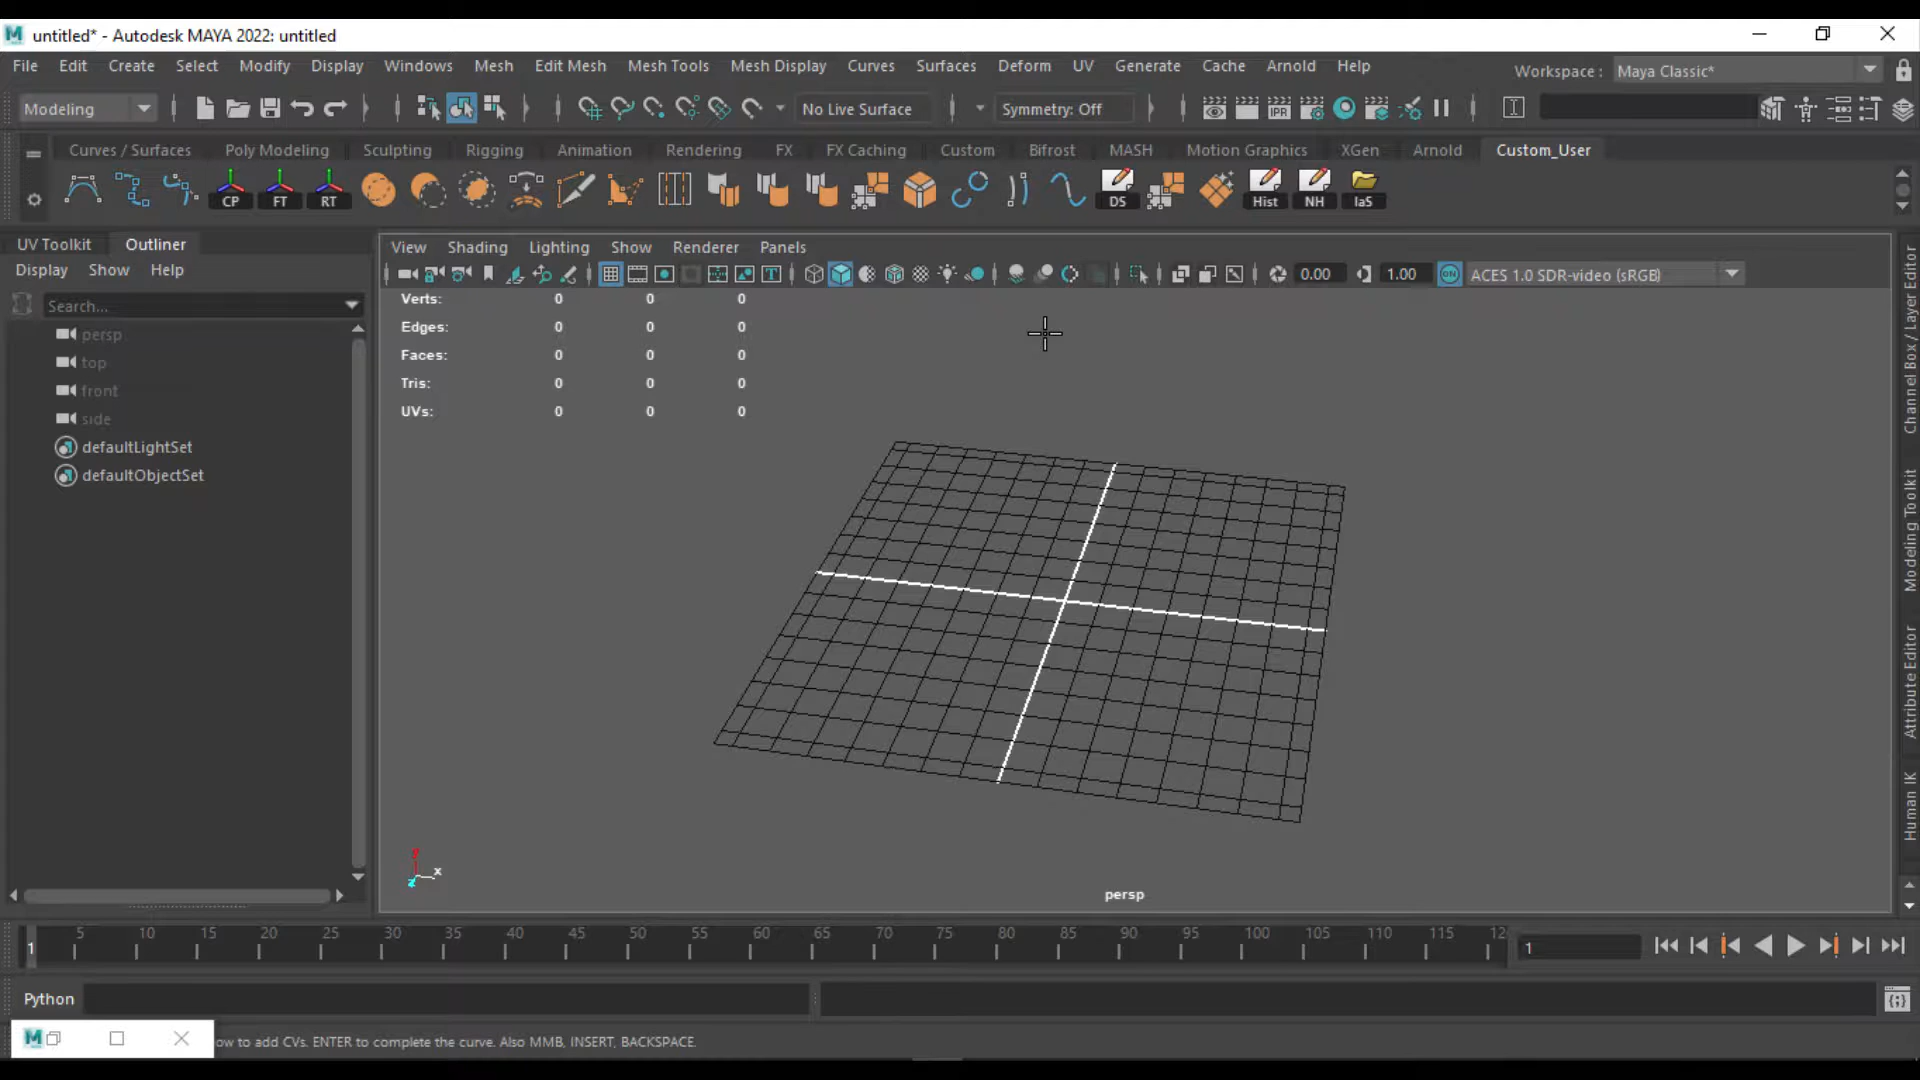 untitled* - Autodesk MAYA 2022: untitled
File Edit Create Select Modify Display Windows Mesh Edit Mesh Mesh Tools Mesh Display Curves Surfaces Deform UV Generate Cache Arnold Help
Workspace : Maya Classic*
Modeling No Live Surface Symmetry: Off IPR
Curves / Surfaces Poly Modeling Sculpting Rigging Animation Rendering FX FX Caching Custom Bifrost MASH Motion Graphics XGen Arnold Custom_User
CP FT RT DS Hist NH IaS
UV Toolkit Outliner
Display Show Help
Search...
persp
top
front
side
defaultLightSet
defaultObjectSet
View Shading Lighting Show Renderer Panels
0.00 1.00 ON ACES 1.0 SDR-video (sRGB)
Verts: 0 0 0
Edges: 0 0 0
Faces: 0 0 0
Tris: 0 0 0
UVs: 0 0 0
x
z
persp
Channel Box / Layer Editor
Modeling Toolkit
Attribute Editor
Human IK
1 5 10 15 20 25 30 35 40 45 50 55 60 65 70 75 80 85 90 95 100 105 110 115 12
1
Python
ow to add CVs. ENTER to complete the curve. Also MMB, INSERT, BACKSPACE.